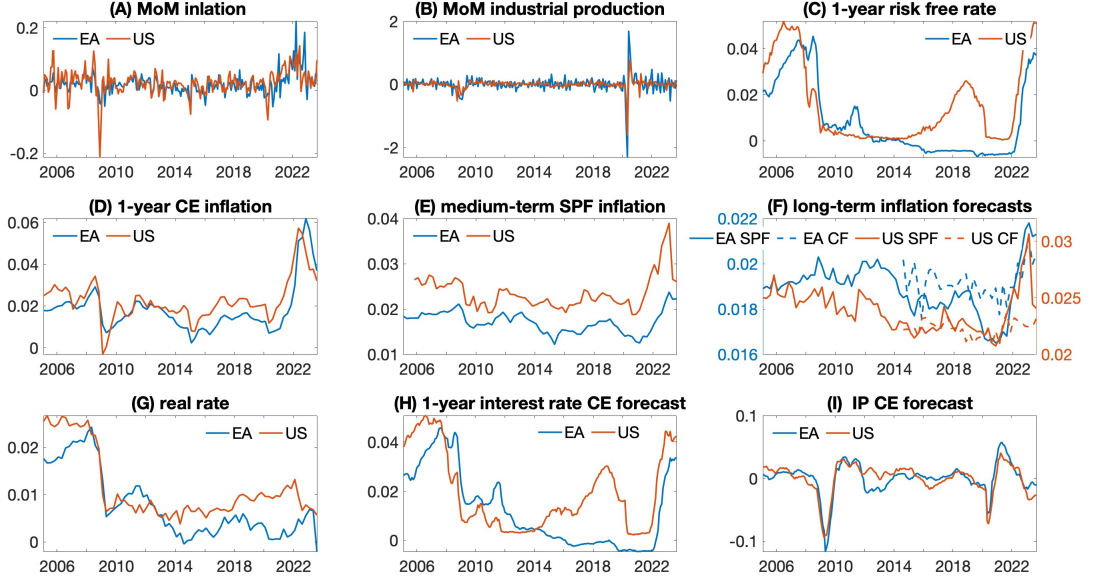 (A) MoM inlation
0.2
0
-0.2
EA US
2006 2010 2014 2018 2022
(B) MoM industrial production
2
0
-2
EA US
2006 2010 2014 2018 2022
(C) 1-year risk free rate
0.04
0.02
0
EA US
2006 2010 2014 2018 2022
(D) 1-year CE inflation
0.06
0.04
0.02
0
EA US
2006 2010 2014 2018 2022
(E) medium-term SPF inflation
0.04
0.03
0.02
0.01
EA US
2006 2010 2014 2018 2022
(F) long-term inflation forecasts
0.022
0.020
0.018
0.016
EA SPF EA CF US SPF US CF
0.03
0.025
0.02
2006 2010 2014 2018 2022
(G) real rate
0.02
0.01
0
EA US
2006 2010 2014 2018 2022
(H) 1-year interest rate CE forecast
0.04
0.02
0
EA US
2006 2010 2014 2018 2022
(I) IP CE forecast
0.1
0
-0.1
EA US
2006 2010 2014 2018 2022